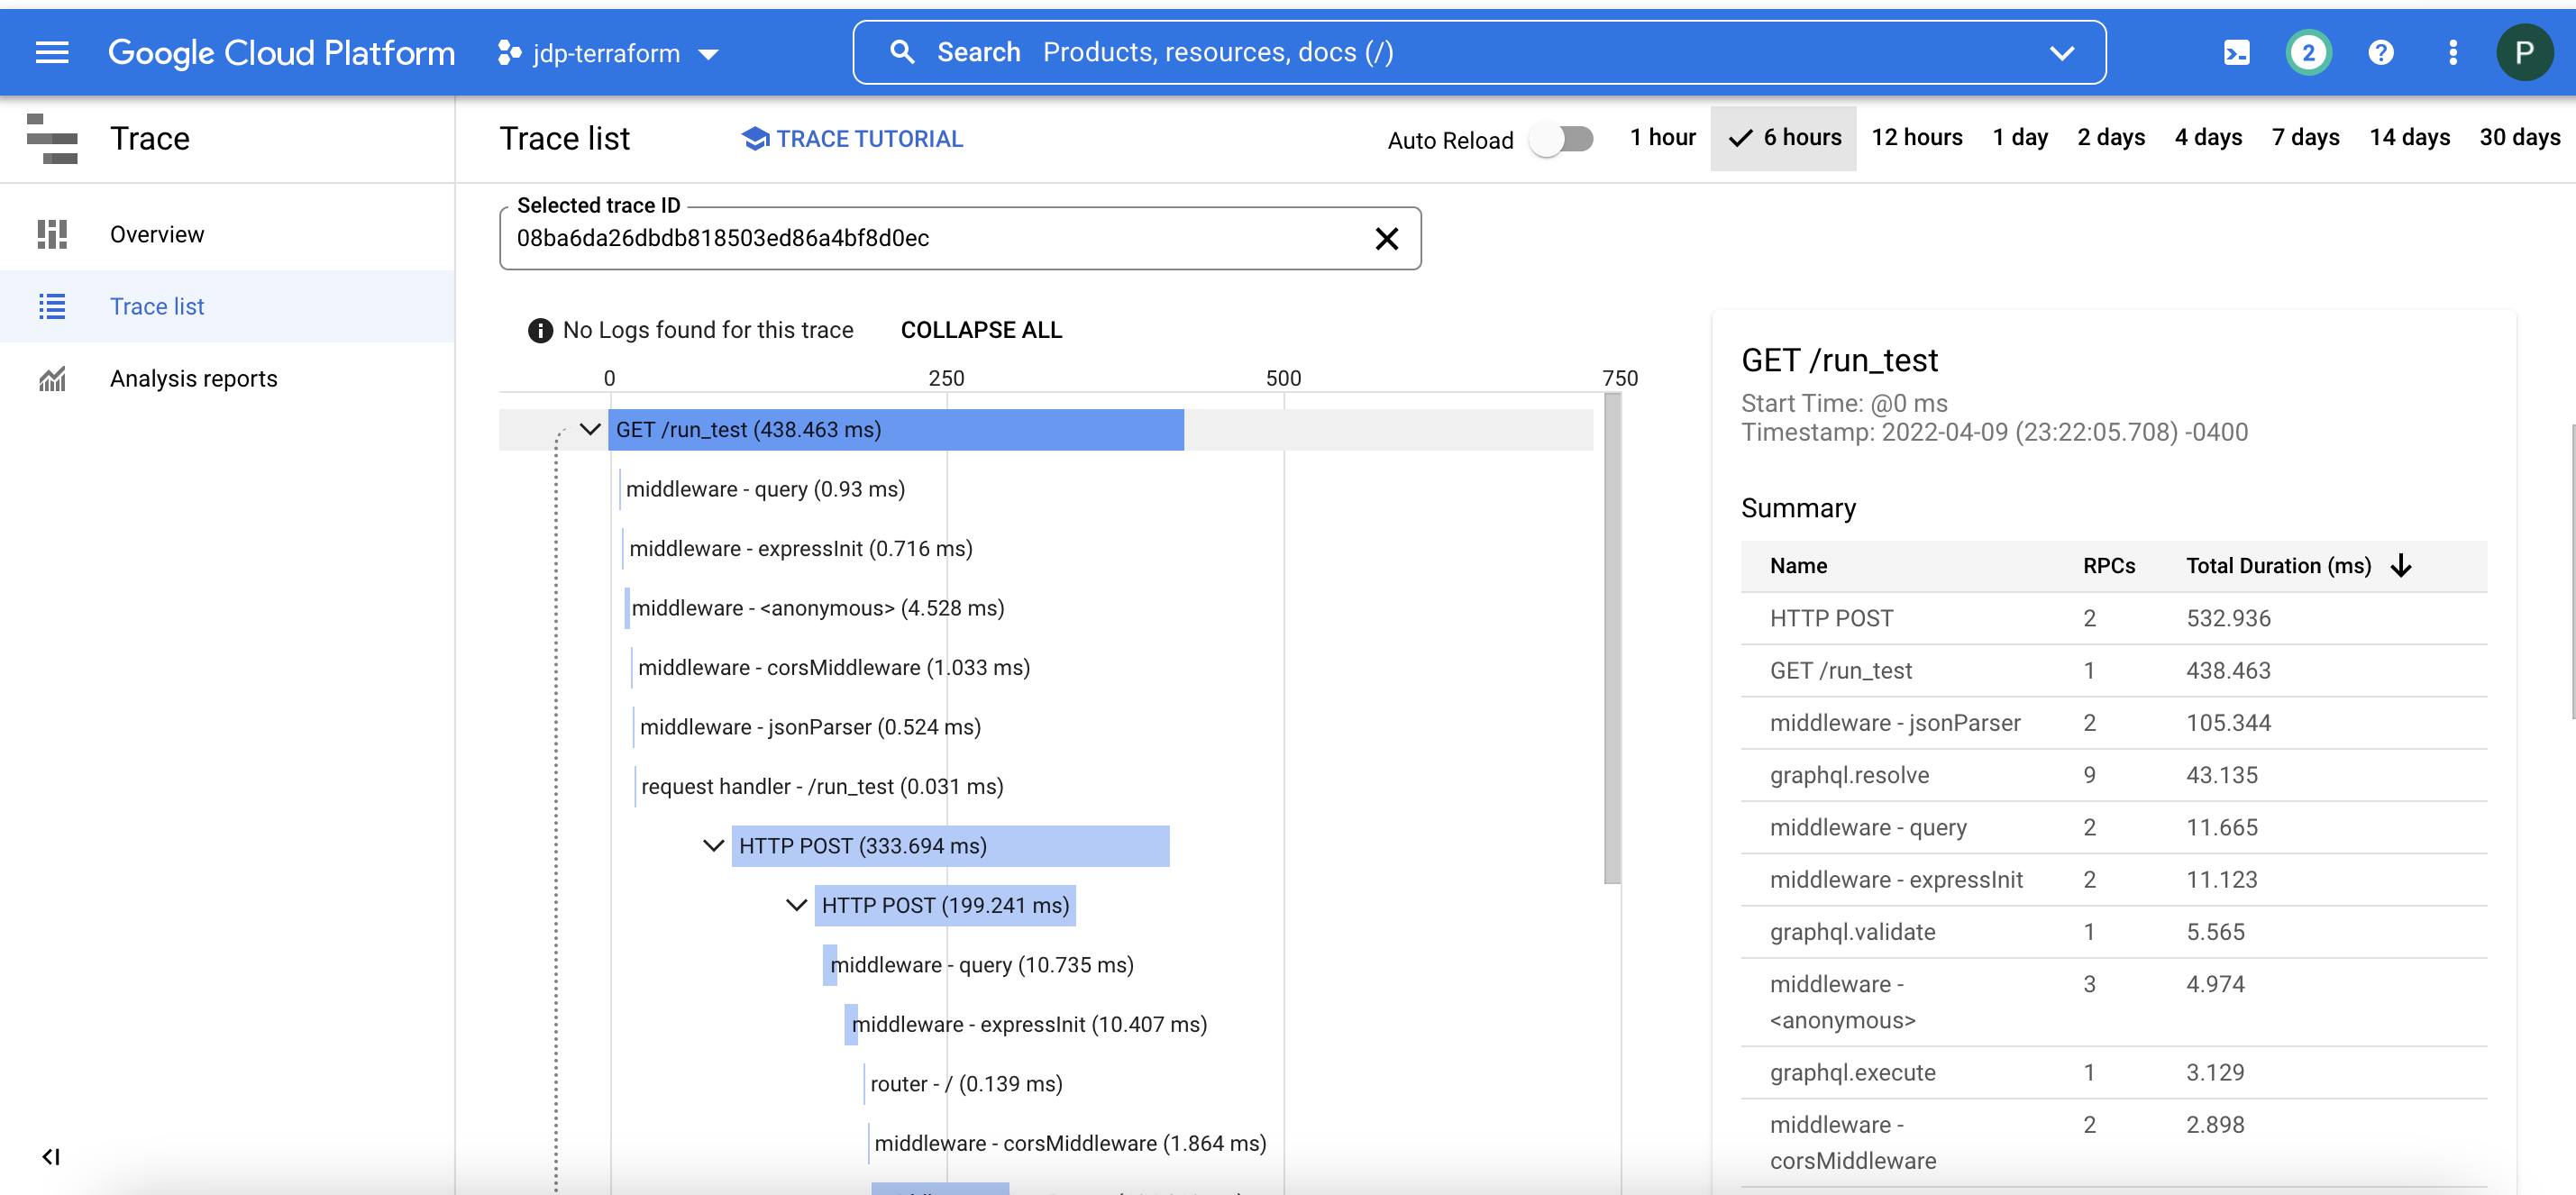 Google Cloud Platform
jdp-terraform
Search Products, resources, docs (/)
2
P
Trace
Trace list
TRACE TUTORIAL
Auto Reload
1 hour
6 hours
12 hours
1 day
2 days
4 days
7 days
14 days
30 days
Overview
Trace list
Analysis reports
Selected trace ID
08ba6da26dbdb818503ed86a4bf8d0ec
No Logs found for this trace
COLLAPSE ALL
0 250 500 750
GET /run_test (438.463 ms)
middleware - query (0.93 ms)
middleware - expressInit (0.716 ms)
middleware - <anonymous> (4.528 ms)
middleware - corsMiddleware (1.033 ms)
middleware - jsonParser (0.524 ms)
request handler - /run_test (0.031 ms)
HTTP POST (333.694 ms)
HTTP POST (199.241 ms)
middleware - query (10.735 ms)
middleware - expressInit (10.407 ms)
router - / (0.139 ms)
middleware - corsMiddleware (1.864 ms)
GET /run_test
Start Time: @0 ms
Timestamp: 2022-04-09 (23:22:05.708) -0400
Summary
Name RPCs Total Duration (ms)
HTTP POST 2 532.936
GET /run_test 1 438.463
middleware - jsonParser 2 105.344
graphql.resolve 9 43.135
middleware - query 2 11.665
middleware - expressInit 2 11.123
graphql.validate 1 5.565
middleware - 3 4.974
<anonymous>
graphql.execute 1 3.129
middleware - 2 2.898
corsMiddleware